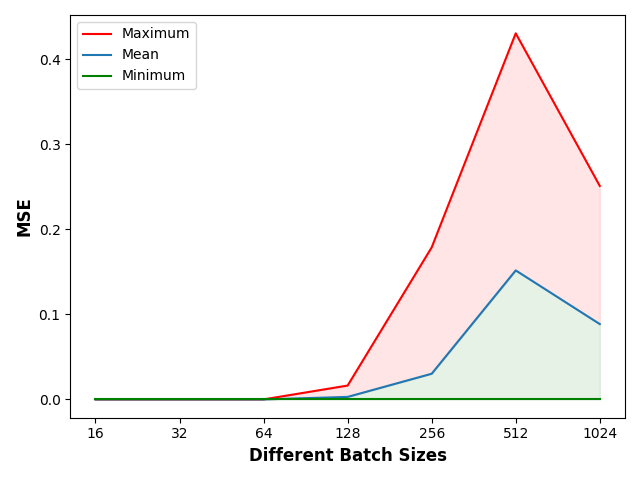 Maximum
Mean
Minimum
0.4
0.3
0.2
0.1
0.0
MSE
16 32 64 128 256 512 1024
Different Batch Sizes